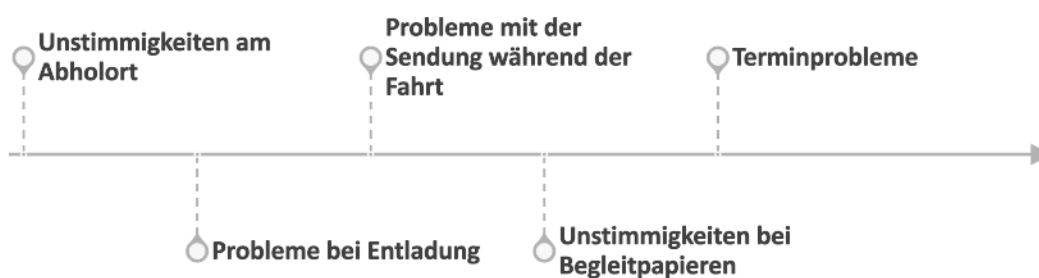 Unstimmigkeiten am
Abholort
Probleme bei Entladung
Probleme mit der
Sendung während der
Fahrt
Unstimmigkeiten bei
Begleitpapieren
Terminprobleme